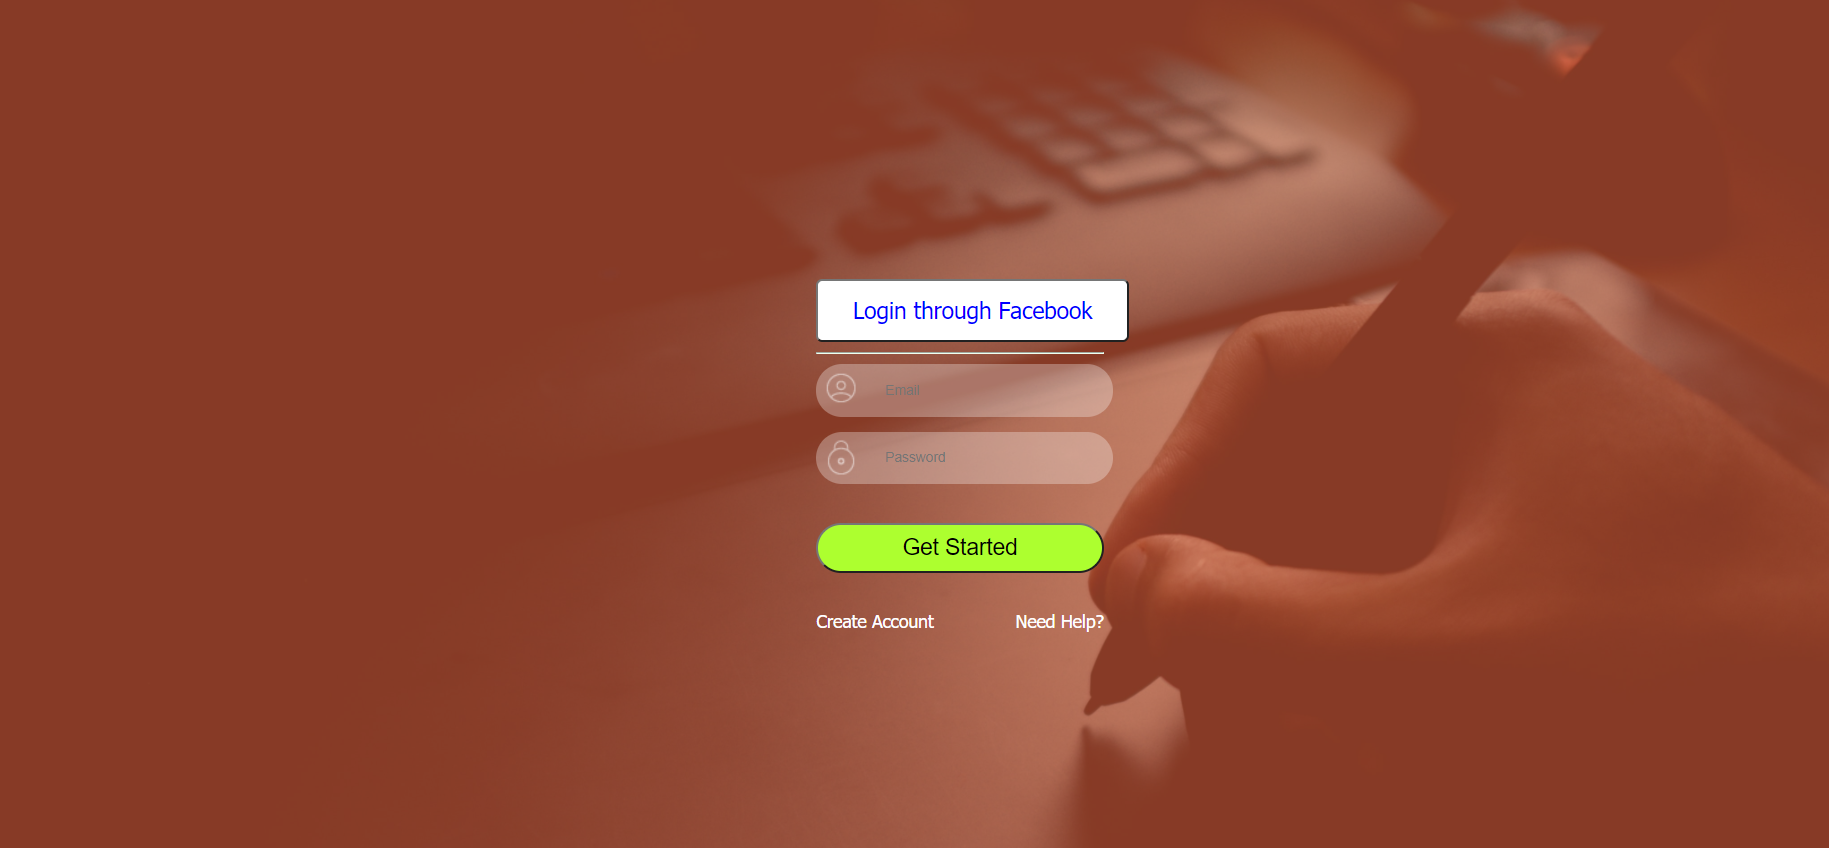 Login through Facebook
Email
Password
Get Started
Create Account Need Help?